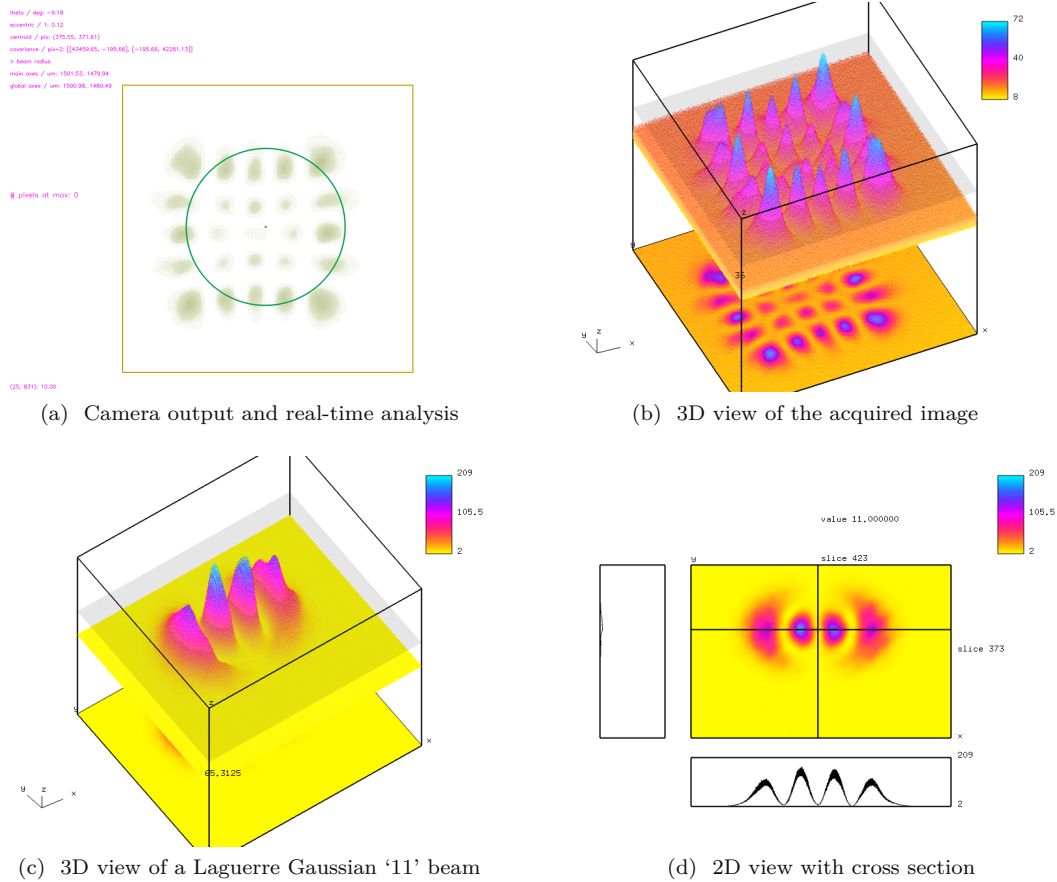 theta / deg: -9.18
eccentric / 1: 0.12
centroid / pix: (375.55, 371.61)
covariance / pix^2: [[43459.65, -195.66], [-195.66, 42281.13]]
> beam radius
main.axes / um: 1501.53, 1479.94
global axes / um: 1500.98, 1480.49
# pixels at max: 0
(25, 831): 10.00
72
40
8
z
y
36
x
y z x
(a) Camera output and real-time analysis
(b) 3D view of the acquired image
209
105.5
2
z
y
65.3125
x
y z x
209
105.5
2
value 11.000000
slice 423
y
slice 373
x
209
2
(c) 3D view of a Laguerre Gaussian ‘11’ beam
(d) 2D view with cross section